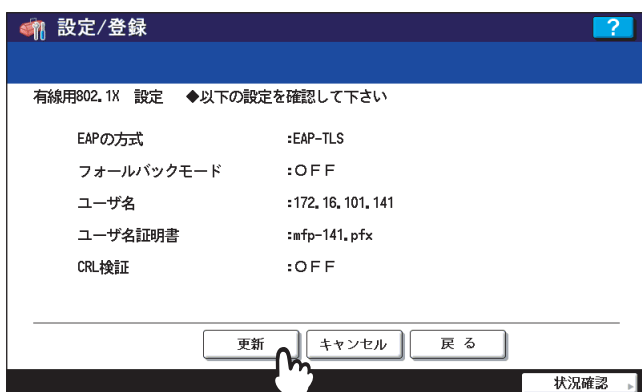 設定/登録 ?
有線用802.1X 設定 ◆以下の設定を確認して下さい
EAPの方式 :EAP-TLS
フォールバックモード :OFF
ユーザ名 :172.16.101.141
ユーザ名証明書 :mfp-141.pfx
CRL検証 :OFF
更新 キャンセル 戻る
状況確認